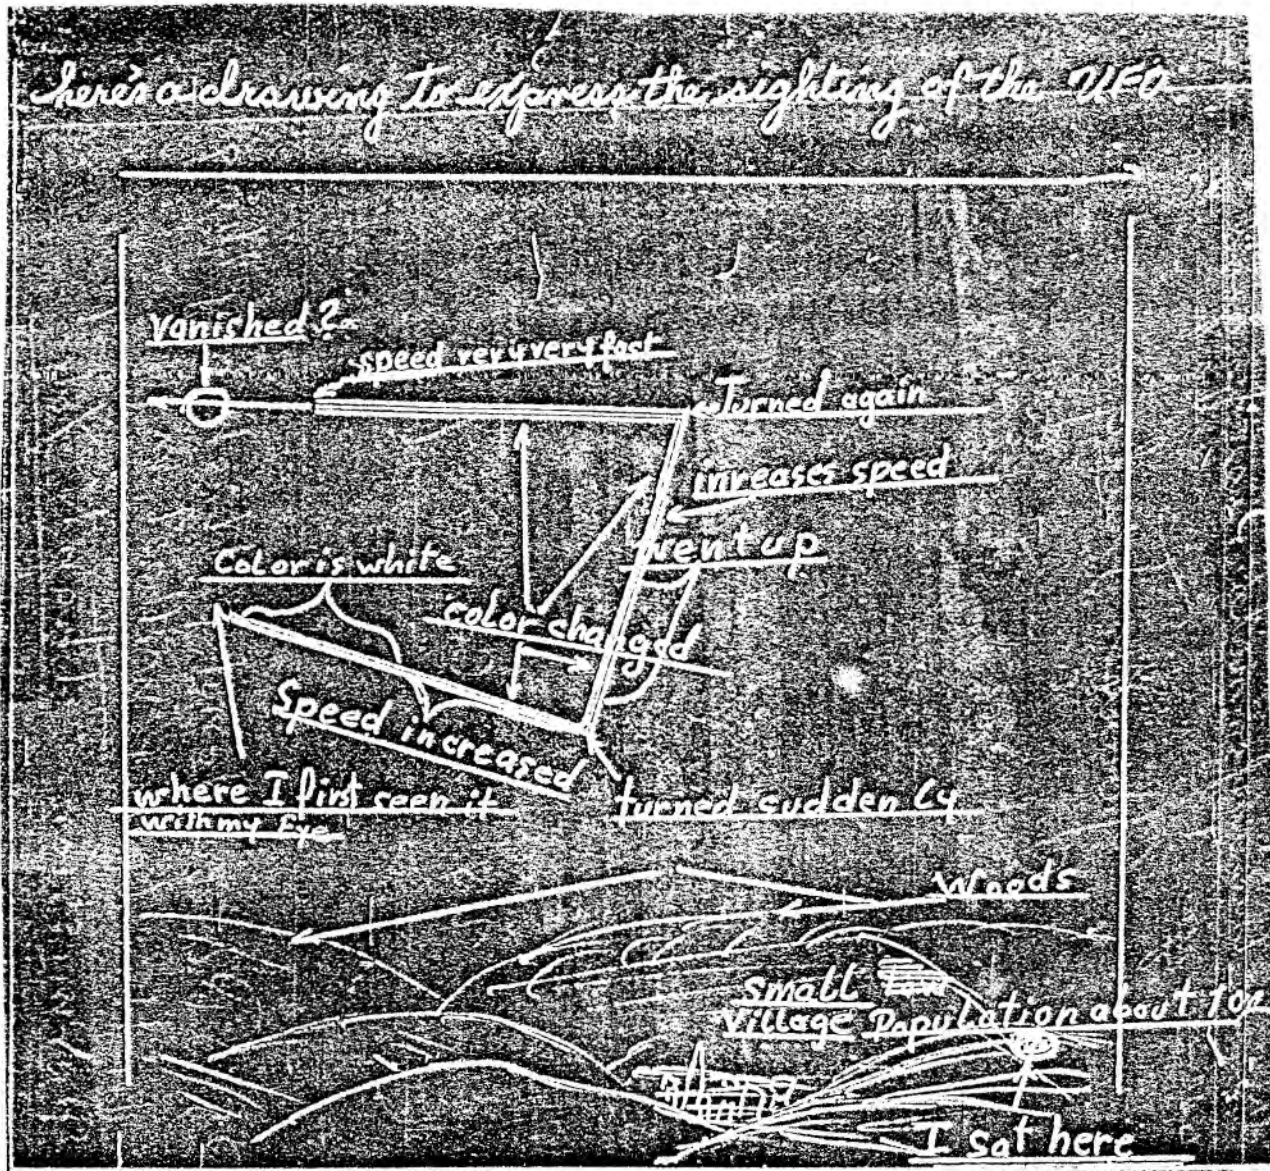 here's a drawing to express the sighting of the UFO
vanished?
speed very very fast
Turned again
increases speed
went up
Color is white
color changed
Speed increased
where I first seen it
with my Eye
turned suddenly
Woods
small
Village Population about
I sat here